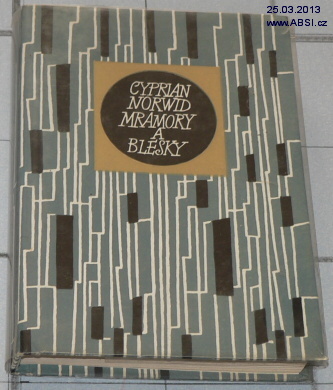 25.03.2013
www.ABSI.cz
CYPRIAN
NORWID
MRAMORY
A
BLESKY